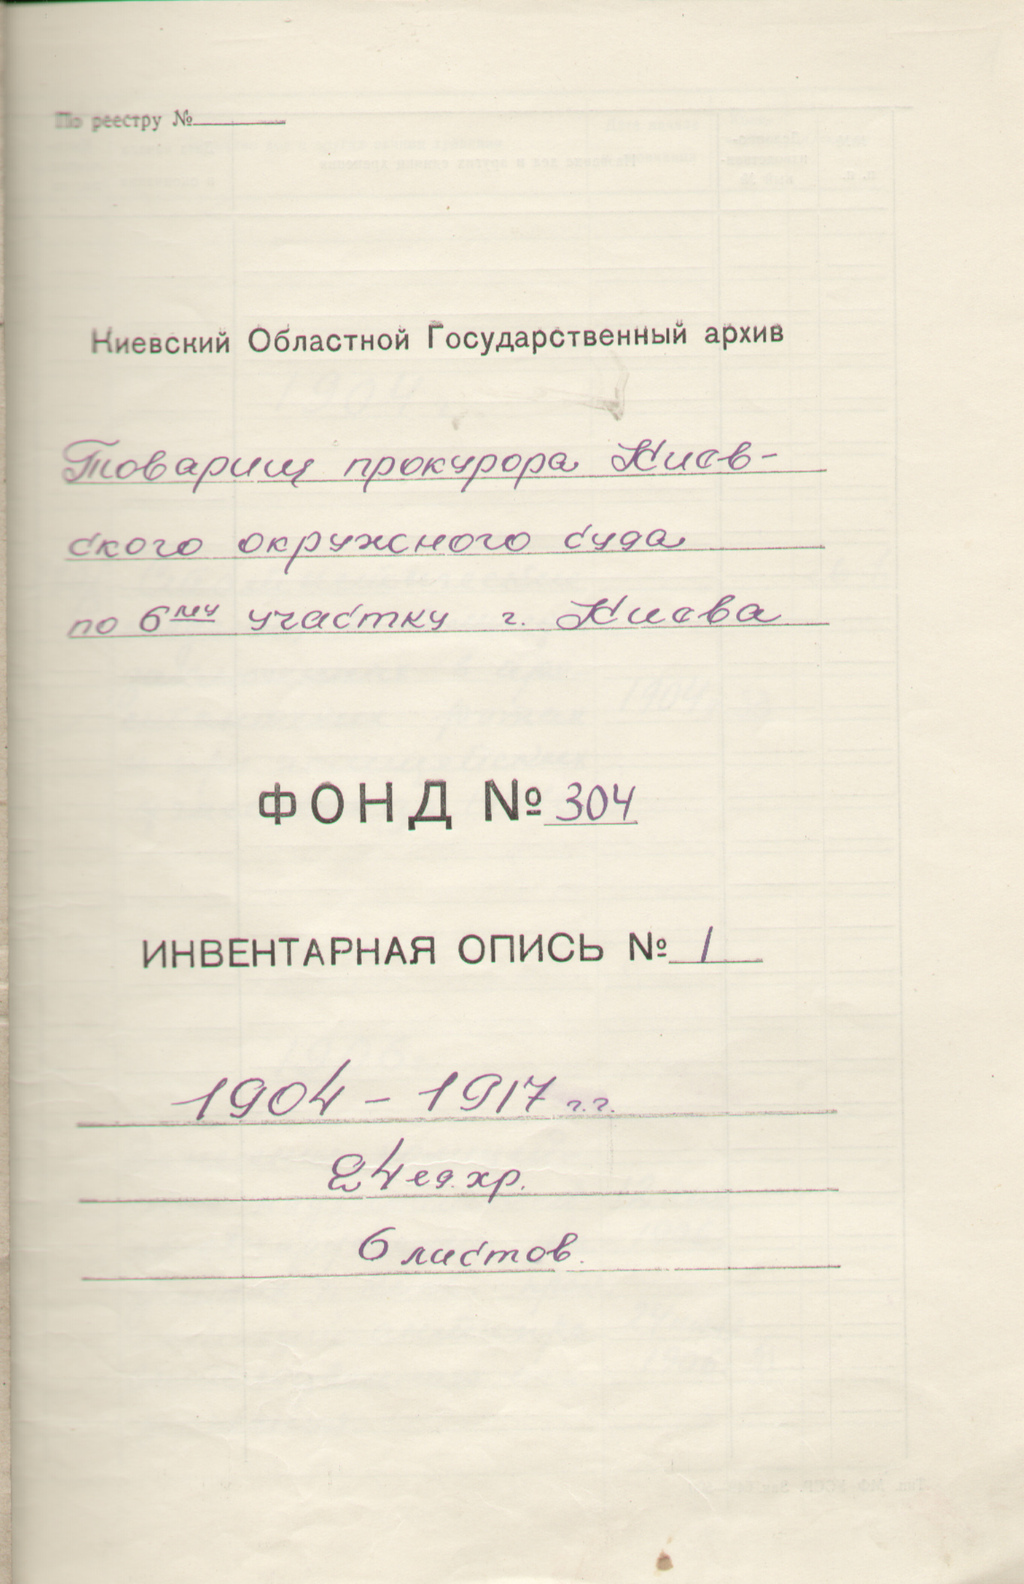 По реестру №
Киевский Областной Государственный архив
Товарищ прокурора Киев-
ского окружного суда
по 6му участку г. Киева
ФОНД № 304
ИНВЕНТАРНАЯ ОПИСЬ № 1
1904 - 1917 г.г.
24 ед. хр.
6 листов.